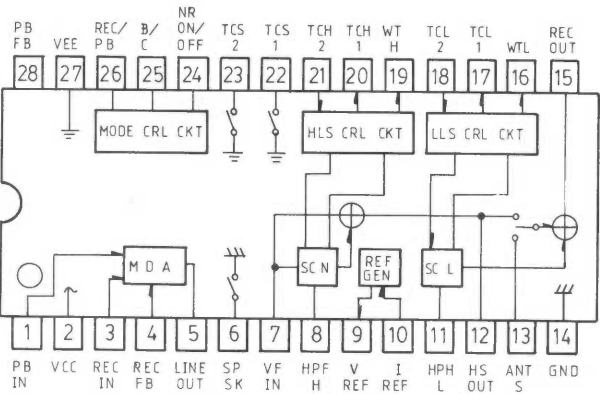 PB REC/ B/ NR TCS TCS TCH TCH WT TCL TCL REC
FB VEE PB C ON/ 2 1 2 1 H 2 1 WTL OUT
OFF
28 27 26 25 24 23 22 21 20 19 18 17 16 15
MODE CRL CKT HLS CRL CKT LLS CRL CKT
MDA SCN REF SC L
GEN
1 2 3 4 5 6 7 8 9 10 11 12 13 14
PB VCC REC REC LINE SP VF HPF V I HPH HS ANT GND
IN IN FB OUT SK IN H REF REF L OUT S